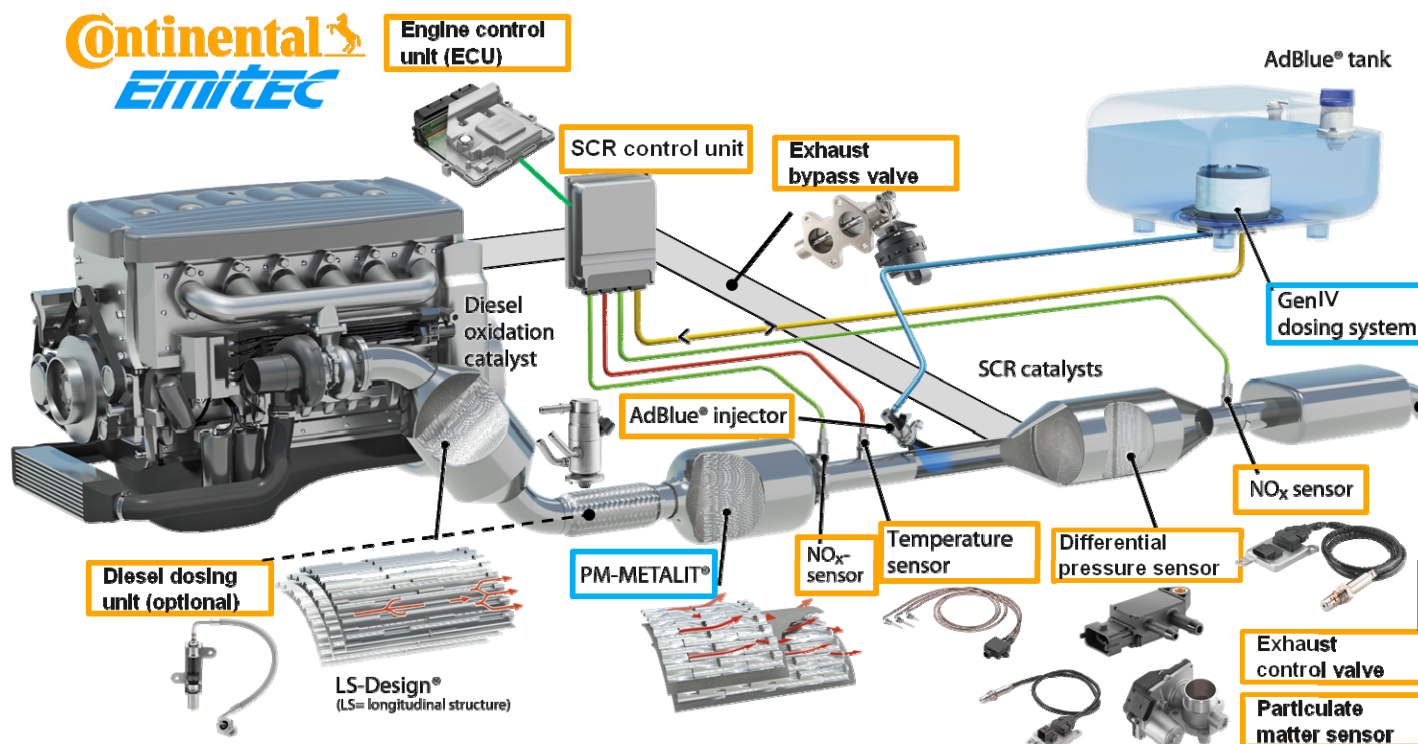 Continental
EMITEC
Engine control
unit (ECU)
AdBlue® tank
SCR control unit
Exhaust
bypass valve
Diesel
oxidation
catalyst
GenIV
dosing system
SCR catalysts
AdBlue® injector
NOx sensor
Diesel dosing
unit (optional)
PM-METALIT®
NOx-
sensor
Temperature
sensor
Differential
pressure sensor
LS-Design®
(LS= longitudinal structure)
Exhaust
control valve
Particulate
matter sensor